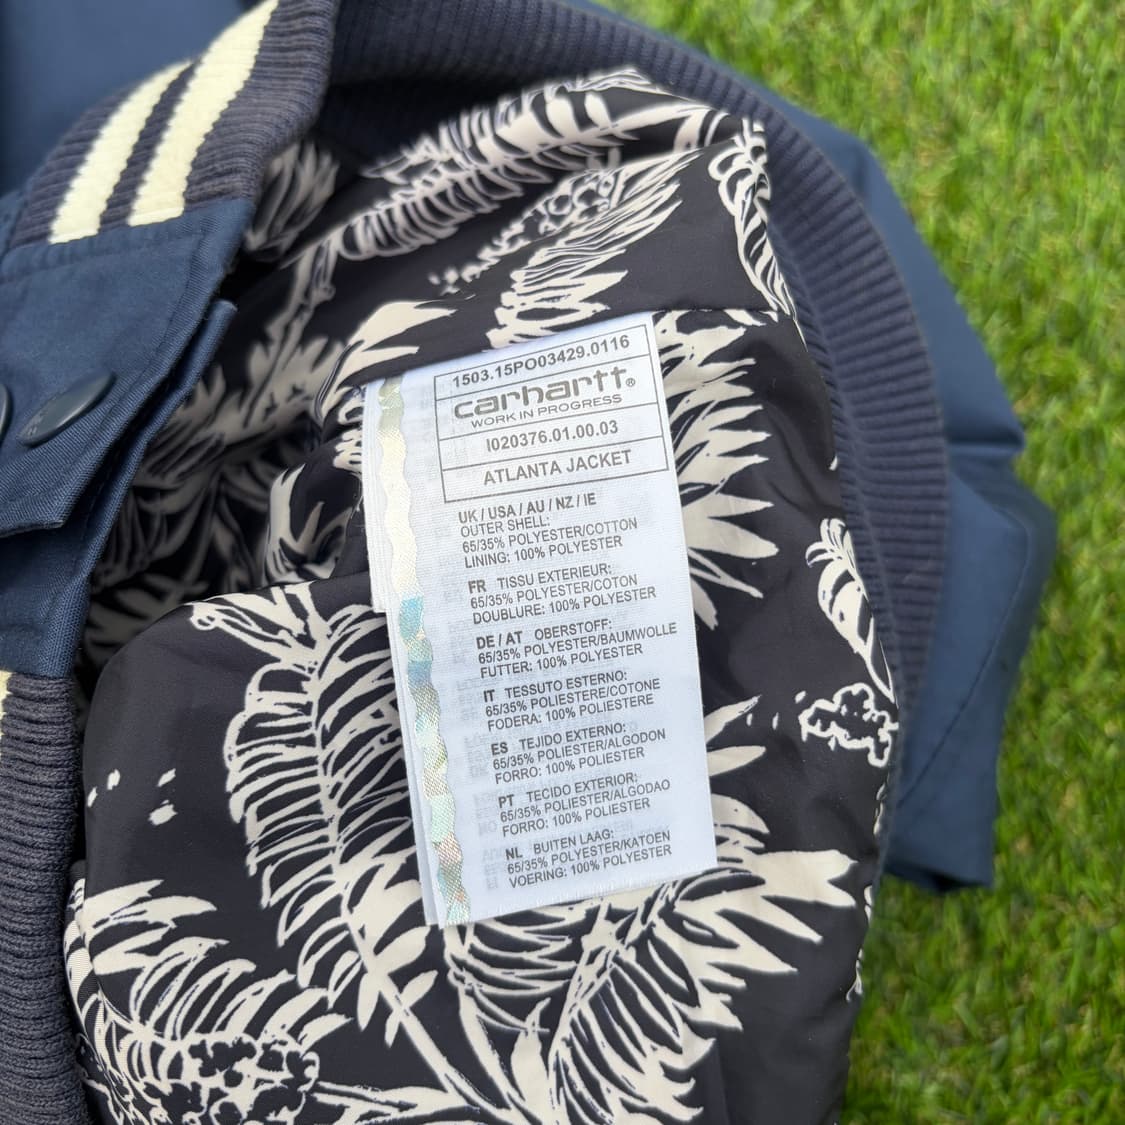 1503.15PO03429.0116
carhartt®
WORK IN PROGRESS
I020376.01.00.03
ATLANTA JACKET
UK / USA / AU / NZ / IE
OUTER SHELL:
65/35% POLYESTER/COTTON
LINING: 100% POLYESTER
FR TISSU EXTERIEUR:
65/35% POLYESTER/COTON
DOUBLURE: 100% POLYESTER
DE / AT OBERSTOFF:
65/35% POLYESTER/BAUMWOLLE
FUTTER: 100% POLYESTER
IT TESSUTO ESTERNO:
65/35% POLIESTERE/COTONE
FODERA: 100% POLIESTERE
ES TEJIDO EXTERNO:
65/35% POLIESTER/ALGODON
FORRO: 100% POLIESTER
PT TECIDO EXTERIOR:
65/35% POLIESTER/ALGODAO
FORRO: 100% POLIESTER
NL BUITEN LAAG:
65/35% POLYESTER/KATOEN
VOERING: 100% POLYESTER